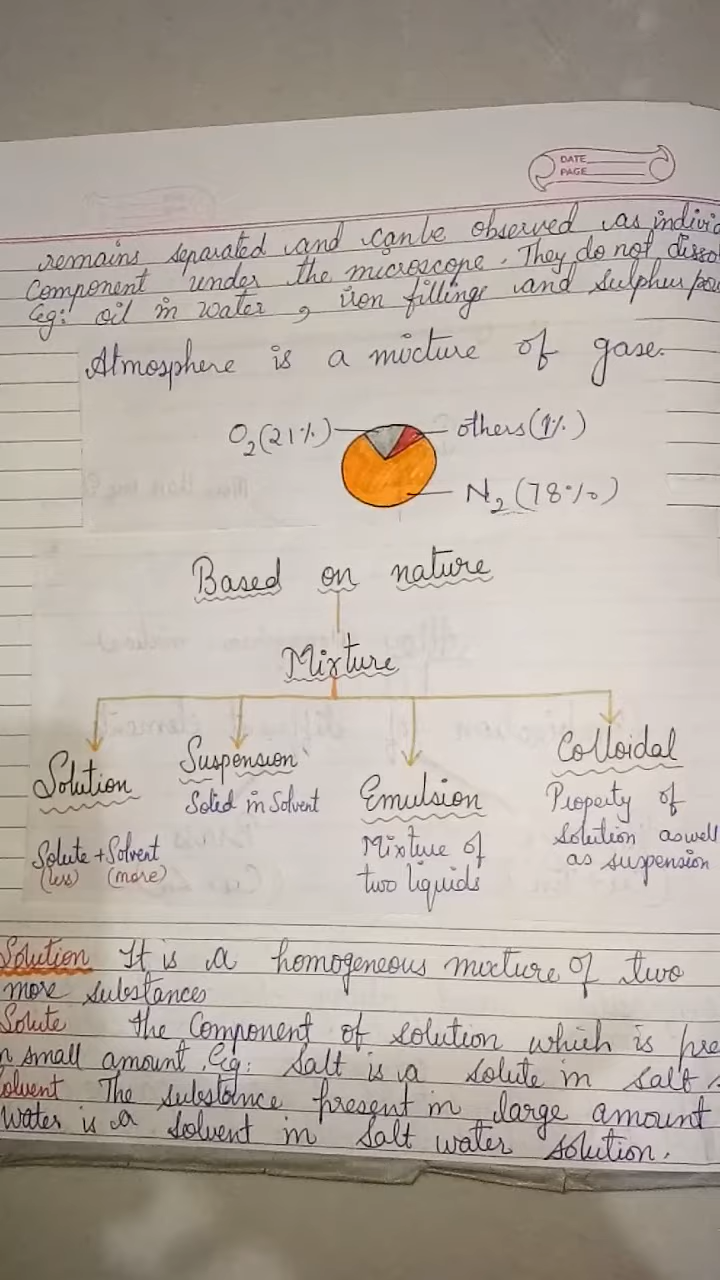 DATE
PAGE
remains separated and can be observed as
component under the microscope. They do not
Eg: oil in water, iron fillings and sulphur
Atmosphere is a mixture of gase.
O2(21%)
others(1%)
N2(78%)
Based on nature
Mixture
Solution
Solute + Solvent
(less) (more)
Suspension
Solid in Solvent
Emulsion
Mixture of
two liquids
Colloidal
Property of
solution as well
as suspension
Solution It is a homogeneous mixture of two
more substances
Solute the component of solution which is
small amount. Eg: Salt is a solute in salt
olvent The substance present in large amount
Water is a solvent in salt water solution.